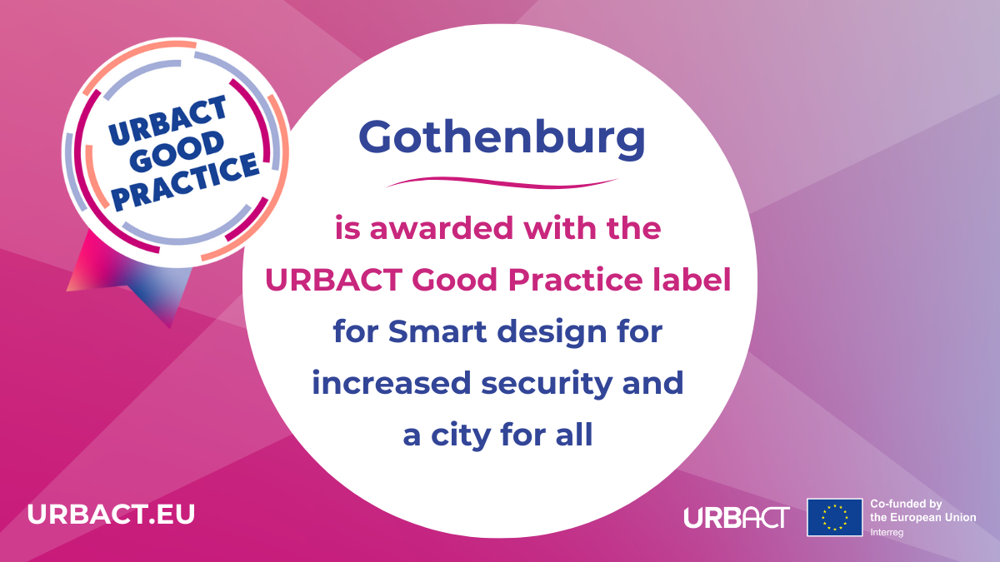 URBACT
GOOD
PRACTICE
Gothenburg
is awarded with the
URBACT Good Practice label
for Smart design for
increased security and
a city for all
URBACT.EU
URBACT
Co-funded by
the European Union
Interreg